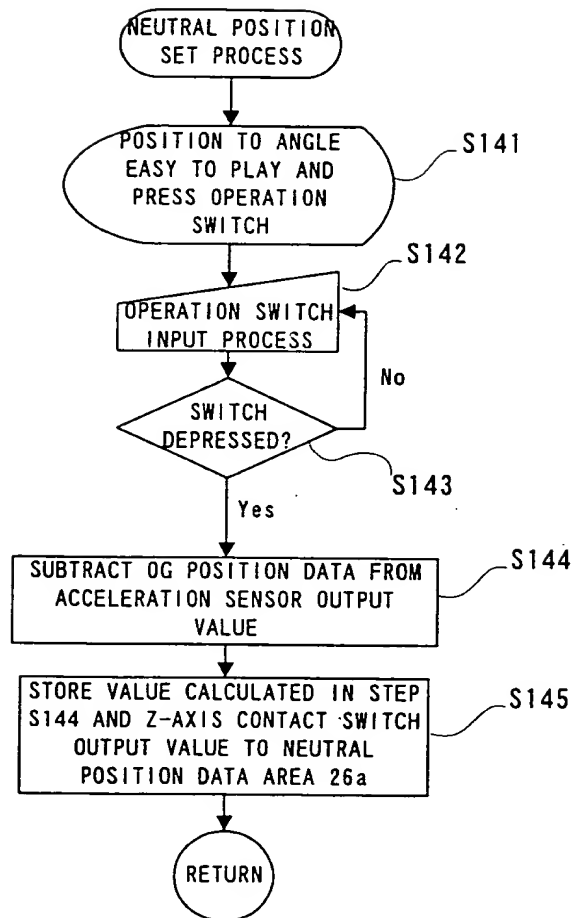 NEUTRAL POSITION
SET PROCESS
POSITION TO ANGLE
EASY TO PLAY AND
PRESS OPERATION
SWITCH
S141
S142
OPERATION SWITCH
INPUT PROCESS
No
SWITCH
DEPRESSED?
S143
Yes
SUBTRACT 0G POSITION DATA FROM
ACCELERATION SENSOR OUTPUT
VALUE
S144
STORE VALUE CALCULATED IN STEP
S144 AND Z-AXIS CONTACT SWITCH
OUTPUT VALUE TO NEUTRAL
POSITION DATA AREA 26a
S145
RETURN